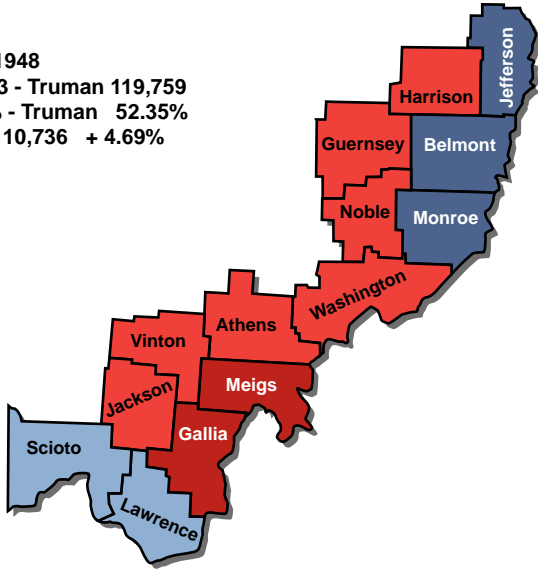 1948
3 - Truman 119,759
- Truman 52.35%
10,736 + 4.69%
Jefferson
Harrison
Guernsey
Belmont
Noble
Monroe
Washington
Athens
Vinton
Meigs
Jackson
Gallia
Scioto
Lawrence